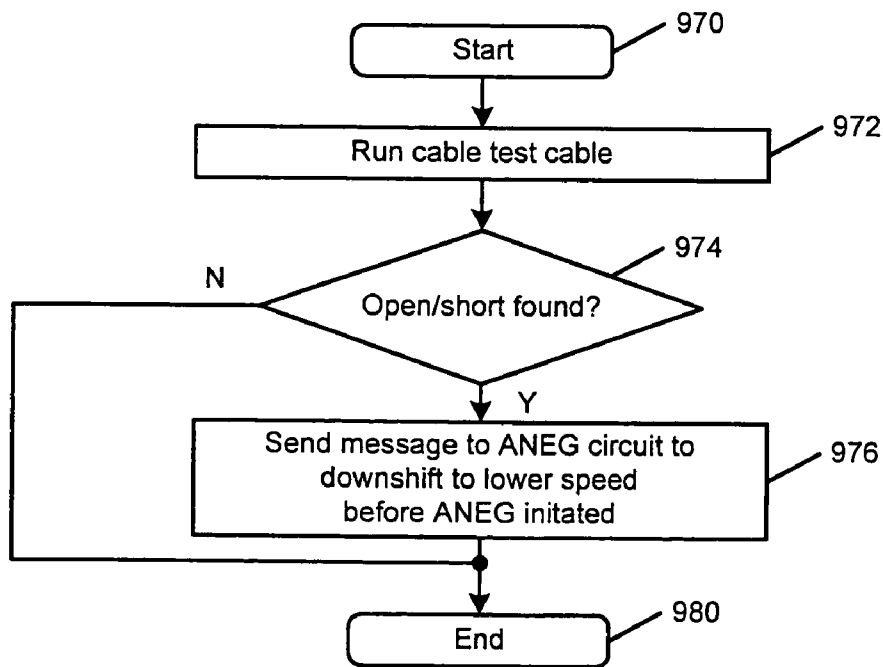 970
Start
972
Run cable test cable
974
N
Open/short found?
Y
Send message to ANEG circuit to
downshift to lower speed
before ANEG initated
976
980
End